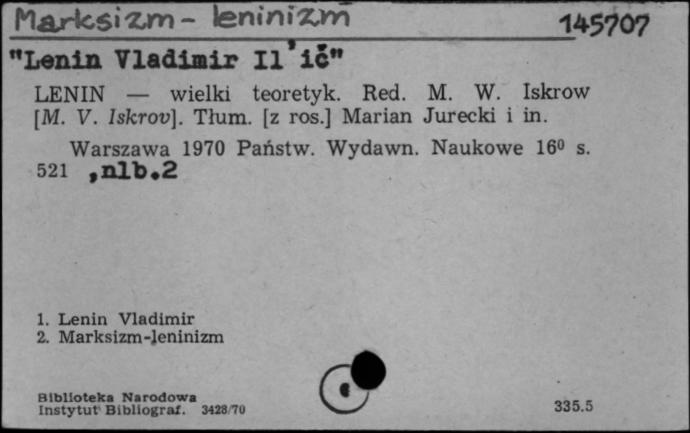 Marksizm - leninizm 145707
"Lenin Vladimir Il'ič"
LENIN — wielki teoretyk. Red. M. W. Iskrow
[M. V. Iskrov]. Tłum. [z ros.] Marian Jurecki i in.
Warszawa 1970 Państw. Wydawn. Naukowe 16⁰ s.
521 ,nlb.2
1. Lenin Vladimir
2. Marksizm-leninizm
Biblioteka Narodowa
Instytut Bibliograf. 3428/70 335.5